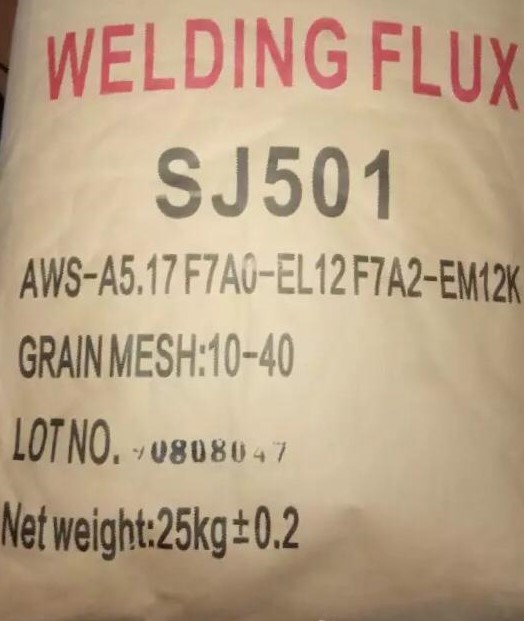 WELDING FLUX
SJ501
AWS-A5.17 F7A0-EL12 F7A2-EM12K
GRAIN MESH:10-40
LOT NO.
Net weight:25kg±0.2